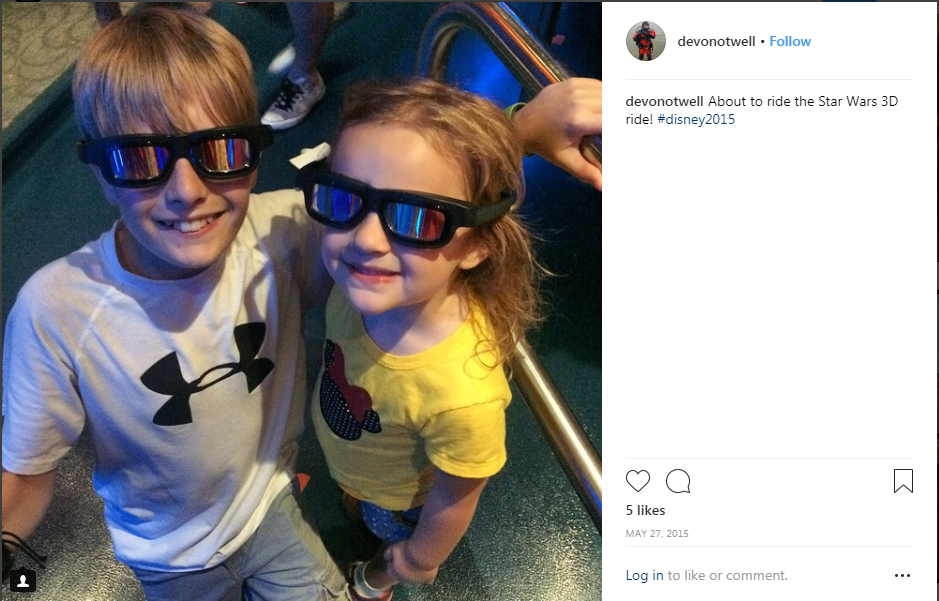 devonotwell • Follow
devonotwell About to ride the Star Wars 3D
ride! #disney2015
5 likes
MAY 27, 2015
Log in to like or comment.